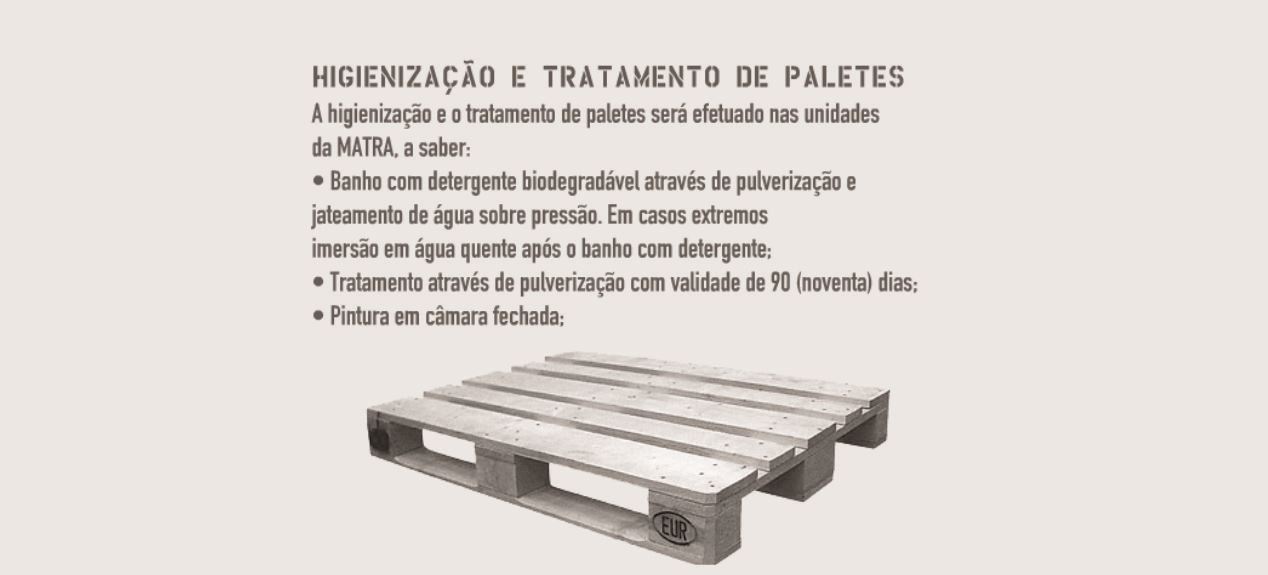 HIGIENIZAÇÃO E TRATAMENTO DE PALETES
A higienização e o tratamento de paletes será efetuado nas unidades
da MATRA, a saber:
• Banho com detergente biodegradável através de pulverização e
jateamento de água sobre pressão. Em casos extremos
imersão em água quente após o banho com detergente;
• Tratamento através de pulverização com validade de 90 (noventa) dias;
• Pintura em câmara fechada;
EUR